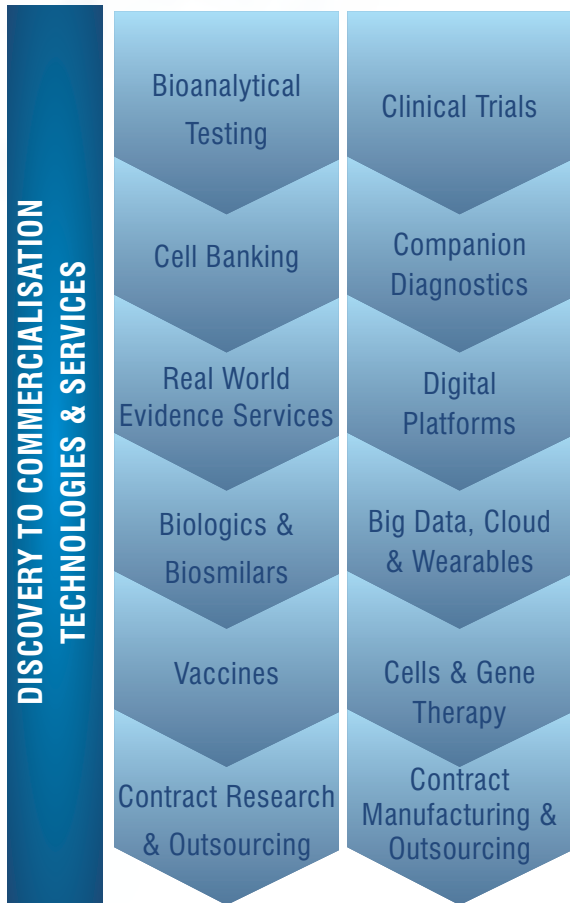 DISCOVERY TO COMMERCIALISATION
TECHNOLOGIES & SERVICES
Bioanalytical
Testing
Cell Banking
Real World
Evidence Services
Biologics &
Biosmilars
Vaccines
Contract Research
& Outsourcing
Clinical Trials
Companion
Diagnostics
Digital
Platforms
Big Data, Cloud
& Wearables
Cells & Gene
Therapy
Contract
Manufacturing &
Outsourcing